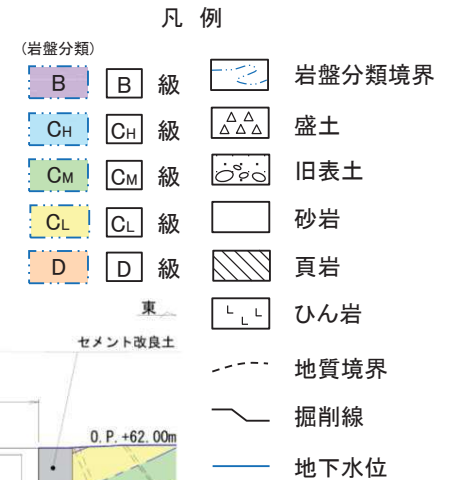 凡 例
(岩盤分類)
B B 級
CH CH 級
CM CM 級
CL CL 級
D D 級
岩盤分類境界
盛土
旧表土
砂岩
頁岩
ひん岩
地質境界
掘削線
地下水位
東
セメント改良土
O.P.+62.00m